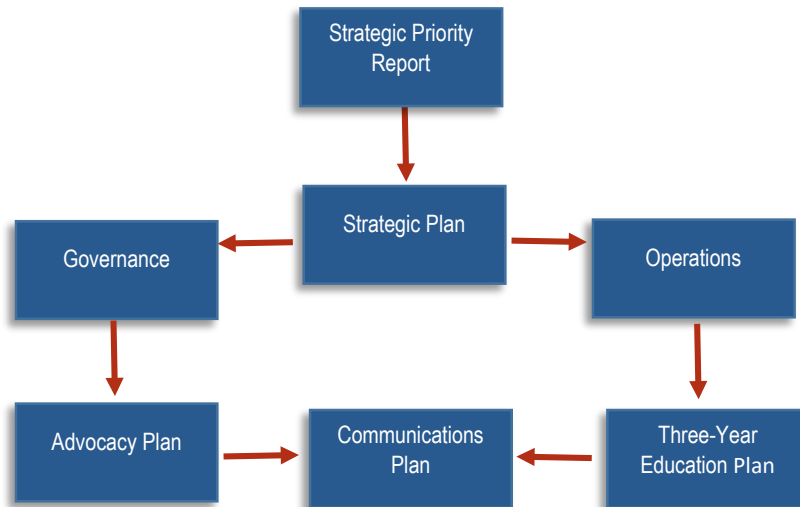 Strategic Priority
Report
Strategic Plan
Governance
Operations
Advocacy Plan
Communications
Plan
Three-Year
Education Plan